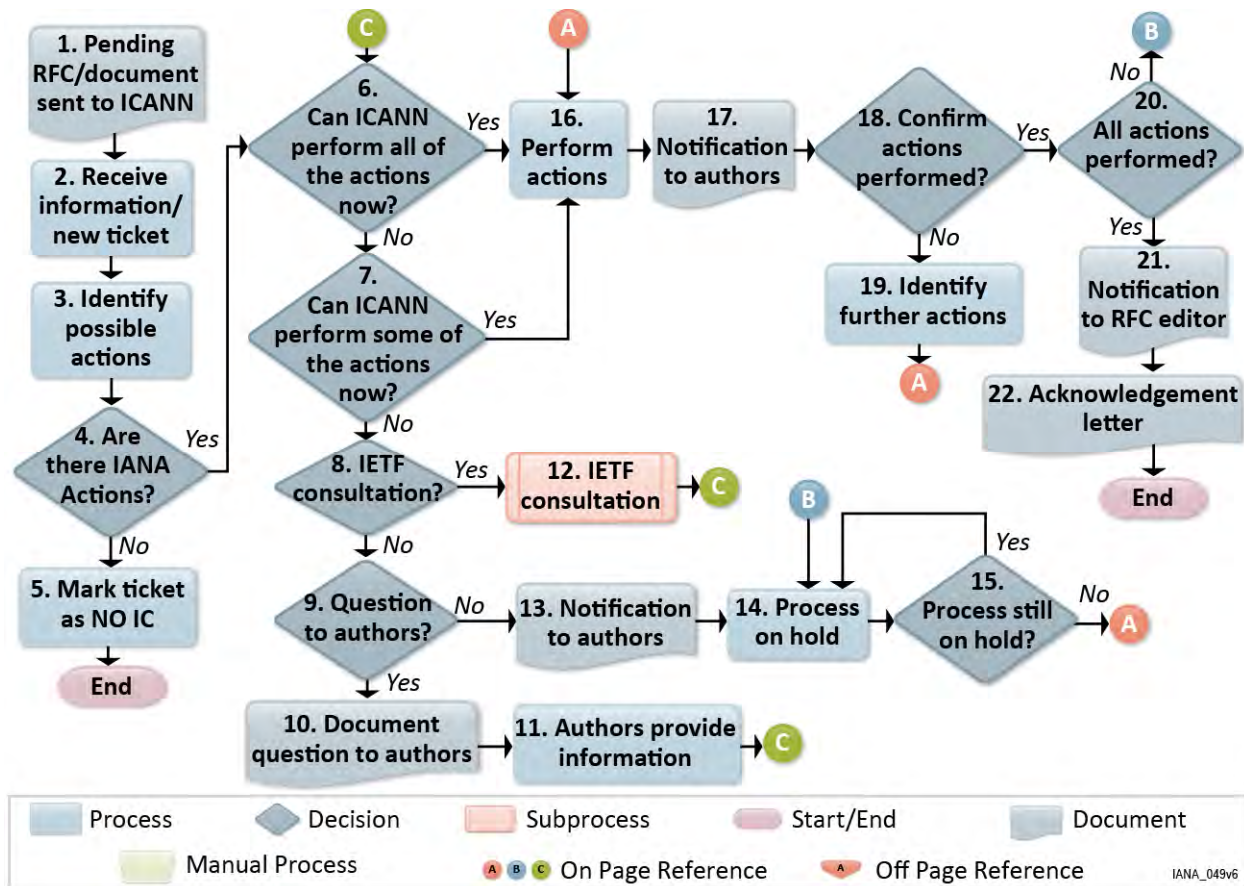 1. Pending
RFC/document
sent to ICANN
2. Receive
information/
new ticket
3. Identify
possible
actions
4. Are
there IANA
Actions?
Yes
No
5. Mark ticket
as NO IC
End
C
6.
Can ICANN
perform all of
the actions
now?
Yes
No
7.
Can ICANN
perform some of
the actions
now?
Yes
No
8. IETF
consultation?
Yes
No
12. IETF
consultation
C
9. Question
to authors?
No
Yes
10. Document
question to authors
11. Authors provide
information
C
13. Notification
to authors
B
14. Process
on hold
15.
Process still
on hold?
Yes
No
A
A
16.
Perform
actions
17.
Notification
to authors
18. Confirm
actions
performed?
Yes
No
19. Identify
further actions
A
B
No
20.
All actions
performed?
Yes
21.
Notification
to RFC editor
22. Acknowledgement
letter
End
Process
Decision
Subprocess
Start/End
Document
Manual Process
A B C On Page Reference
A Off Page Reference
IANA_049v6